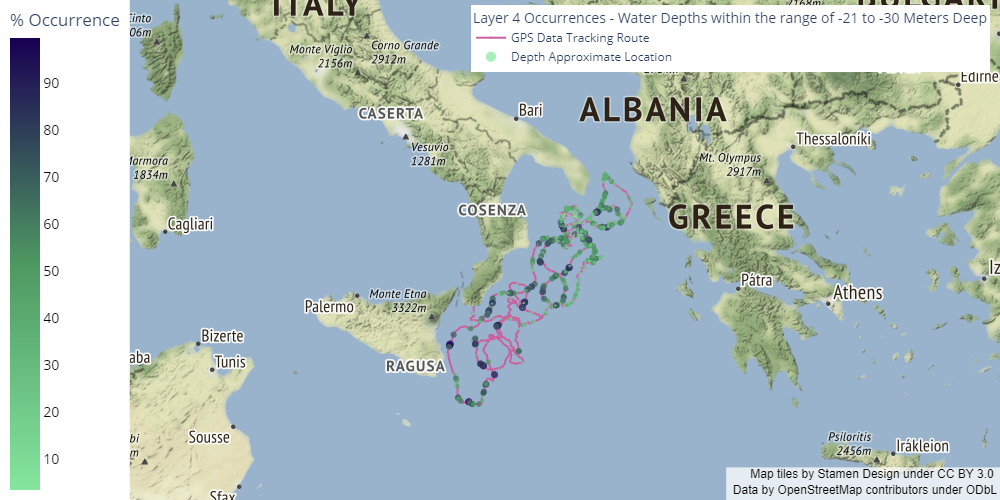 % Occurrence
90
80
70
60
50
40
30
20
10
Layer 4 Occurrences - Water Depths within the range of -21 to -30 Meters Deep
GPS Data Tracking Route
Depth Approximate Location
ITALY
2168m
Cinto
06m
Monte Viglio
2156m
Corno Grande
2912m
CASERTA
Bari
ALBANIA
Edirne
Vesuvio
1281m
Thessaloníki
Marmora
1834m
Mt. Olympus
2917m
Cagliari
COSENZA
GREECE
Iz
Pátra
Athens
Palermo
Monte Etna
3322m
Bizerte
aba
Tunis
RAGUSA
Sousse
bi
m
Psiloritis
2456m
Irákleion
Sfax
Map tiles by Stamen Design under CC BY 3.0
Data by OpenStreetMap contributors under ODbL